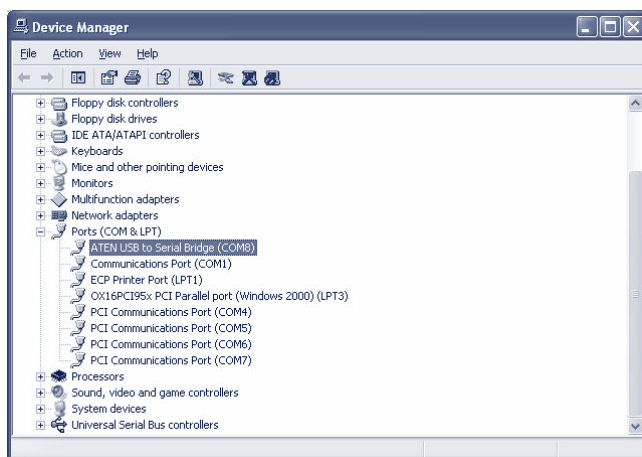 Device Manager
File Action View Help
Floppy disk controllers
Floppy disk drives
IDE ATA/ATAPI controllers
Keyboards
Mice and other pointing devices
Monitors
Multifunction adapters
Network adapters
Ports (COM & LPT)
ATEN USB to Serial Bridge (COM8)
Communications Port (COM1)
ECP Printer Port (LPT1)
OX16PCI95x PCI Parallel port (Windows 2000) (LPT3)
PCI Communications Port (COM4)
PCI Communications Port (COM5)
PCI Communications Port (COM6)
PCI Communications Port (COM7)
Processors
Sound, video and game controllers
System devices
Universal Serial Bus controllers